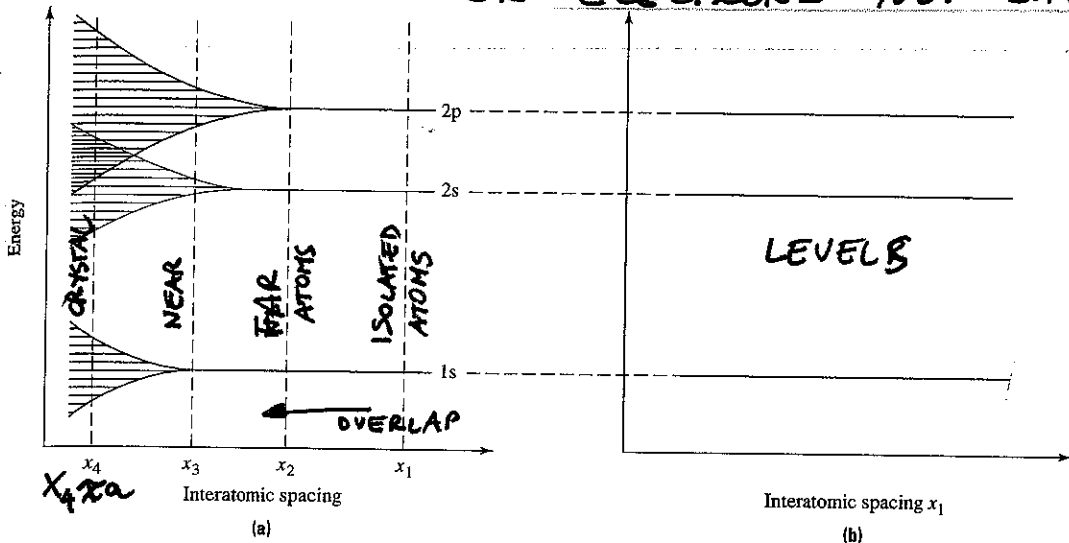 2p
2s
1s
Energy
CRYSTAL
NEAR
FAR
ATOMS
ISOLATED
ATOMS
OVERLAP
x₄
x₃
x₂
x₁
X₄ ≈ a
Interatomic spacing
(a)
LEVELS
Interatomic spacing x₁
(b)